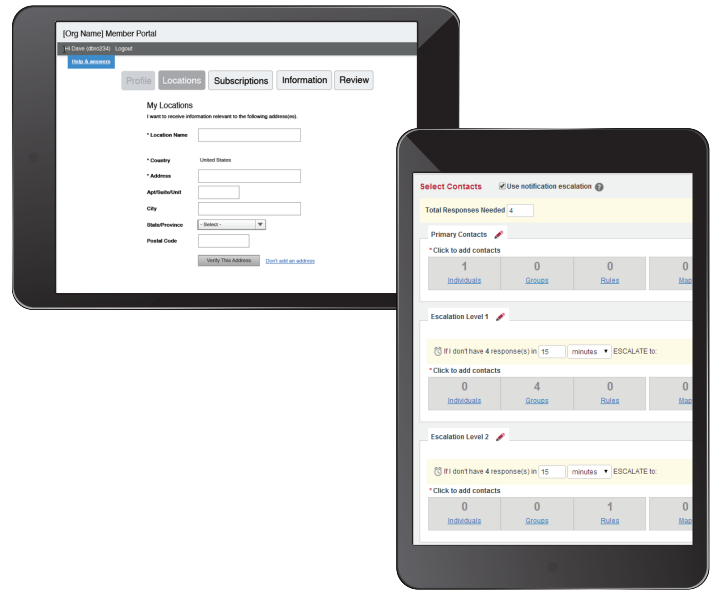 [Org Name] Member Portal
Hi Dave (dbro234) Logout
Help & answers
Profile Locations Subscriptions Information Review
My Locations
I want to receive information relevant to the following address(es).
* Location Name
* Country United States
* Address
Apt/Suite/Unit
City
State/Province - Select -
Postal Code
Verify This Address Don't add an address
Select Contacts Use notification escalation ?
Total Responses Needed 4
Primary Contacts
* Click to add contacts
1 0 0 0
Individuals Groups Rules Map
Escalation Level 1
If I don't have 4 response(s) in 15 minutes ESCALATE to:
* Click to add contacts
0 4 0 0
Individuals Groups Rules Map
Escalation Level 2
If I don't have 4 response(s) in 15 minutes ESCALATE to:
* Click to add contacts
0 0 1 0
Individuals Groups Rules Map